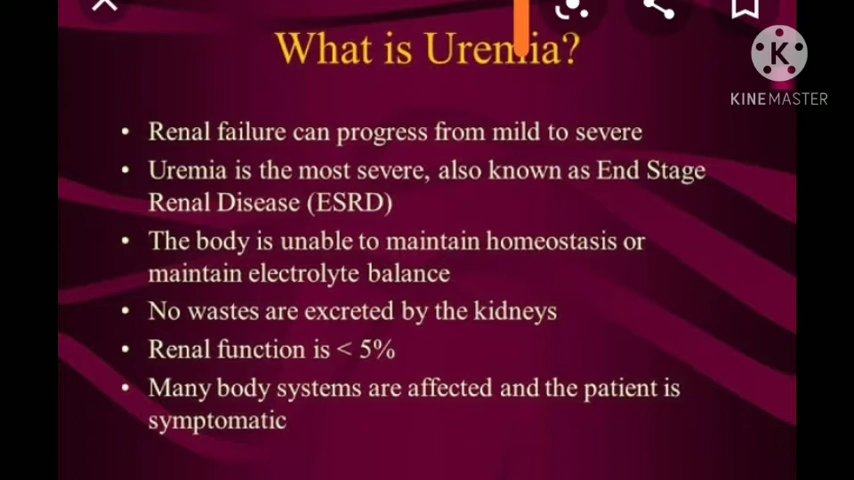 What is Uremia?
K
KINEMASTER
• Renal failure can progress from mild to severe
• Uremia is the most severe, also known as End Stage
Renal Disease (ESRD)
• The body is unable to maintain homeostasis or
maintain electrolyte balance
• No wastes are excreted by the kidneys
• Renal function is < 5%
• Many body systems are affected and the patient is
symptomatic